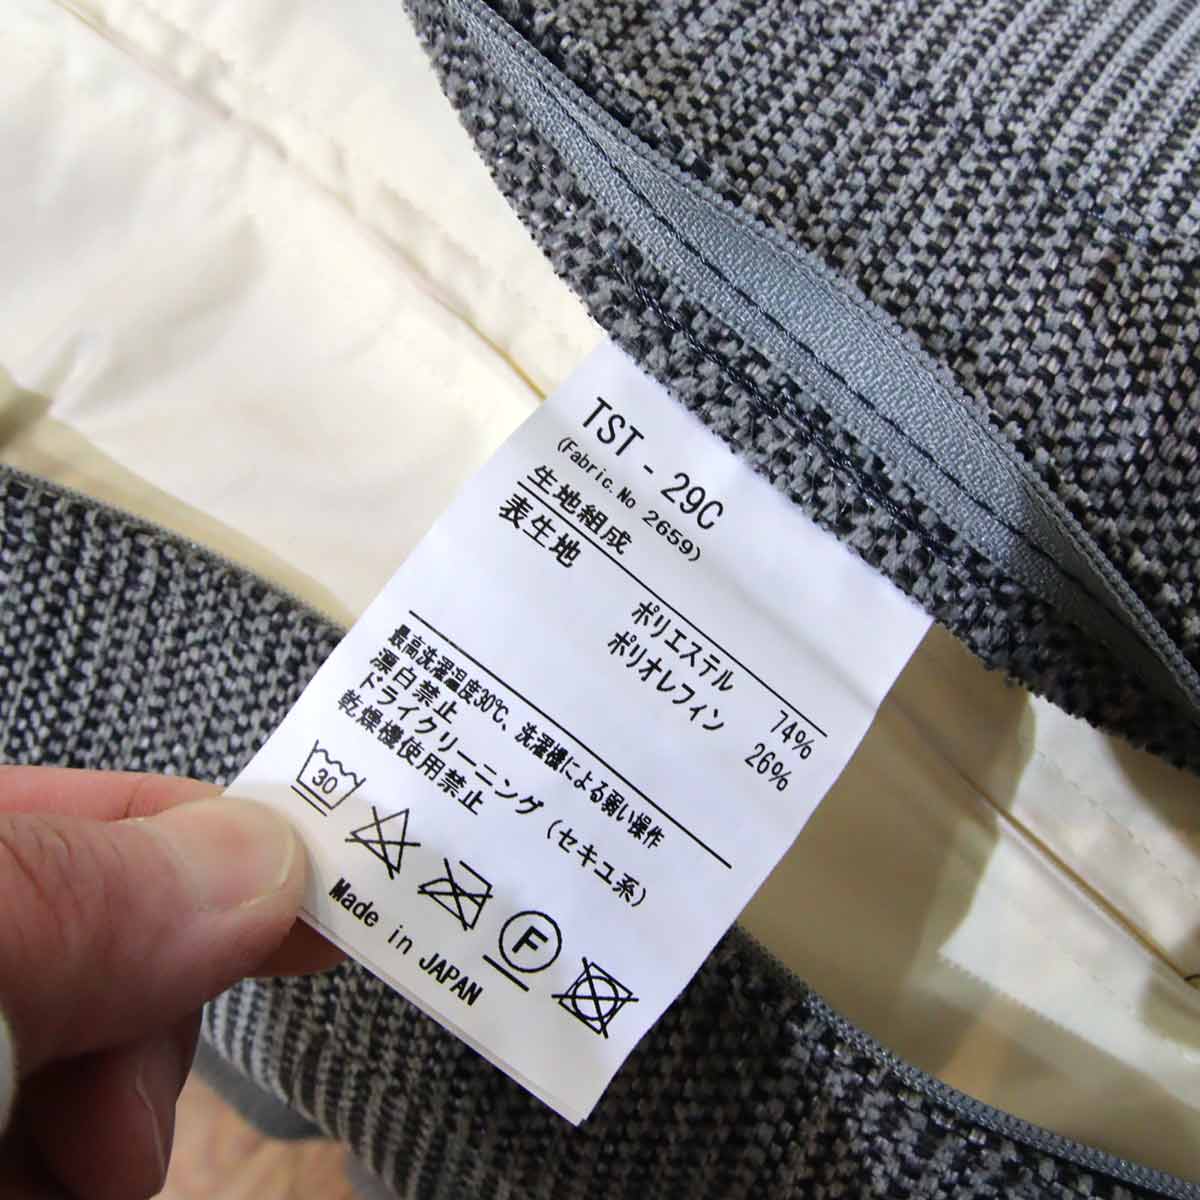 TST - 29C
(Fabric.No 2659)
生地組成
表生地
ポリエステル 74%
ポリオレフィン 26%
最高洗濯温度30℃、洗濯機による弱い操作
漂白禁止
ドライクリーニング(セキユ系)
乾燥機使用禁止
30
F
Made in JAPAN